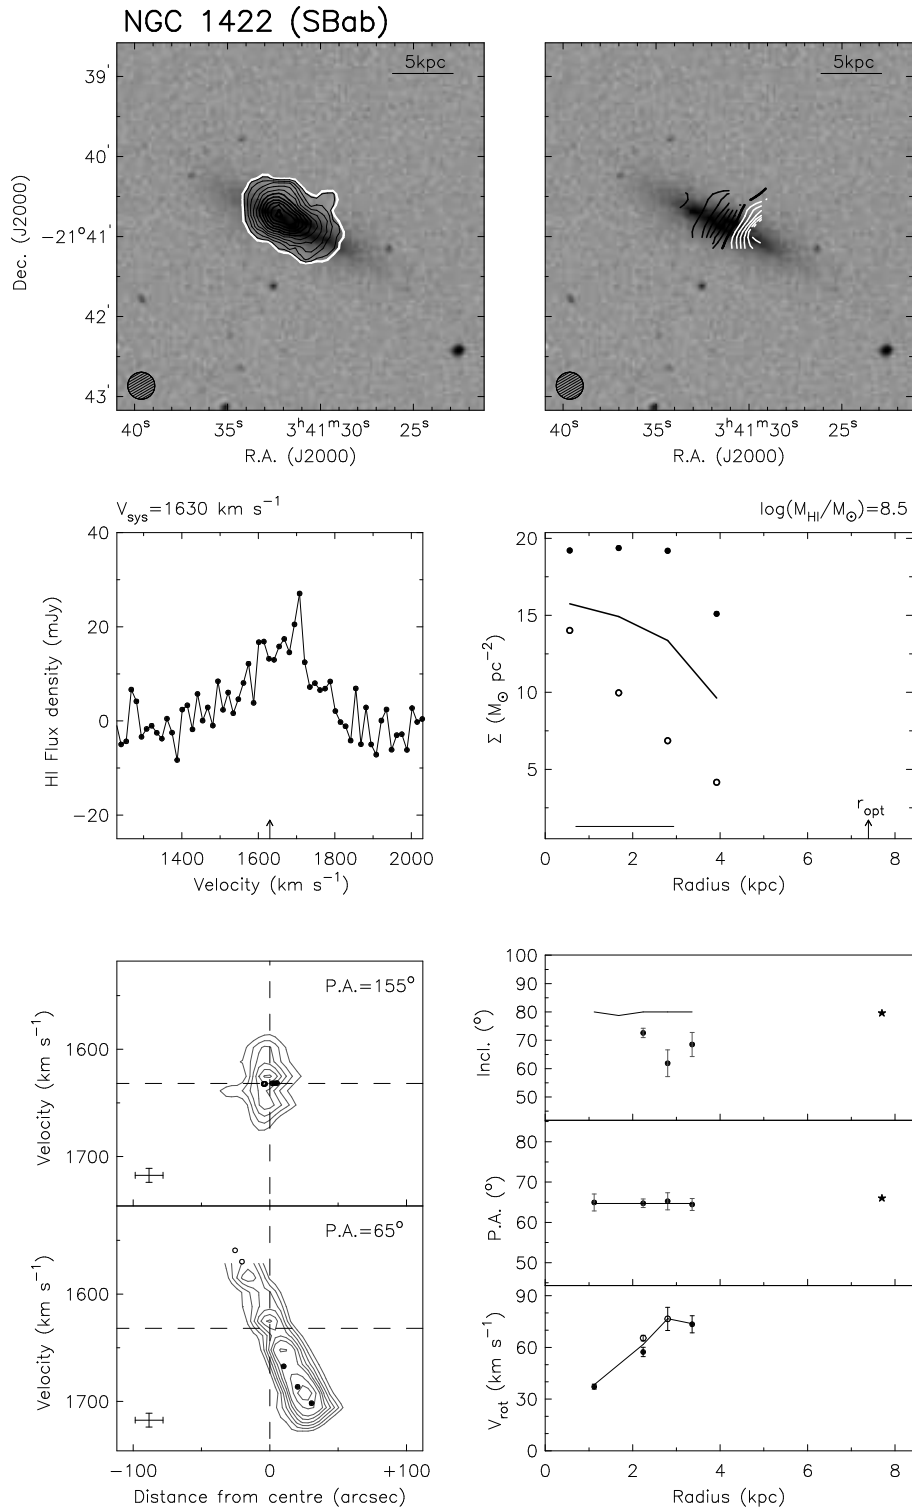 NGC 1422 (SBab)
5kpc
5kpc
39'
40'
−21°41'
42'
43'
Dec. (J2000)
40s 35s 3h41m30s 25s
R.A. (J2000)
40s 35s 3h41m30s 25s
R.A. (J2000)
Vsys=1630 km s−1
40
20
0
−20
HI Flux density (mJy)
1400 1600 1800 2000
Velocity (km s−1)
log(MHI/M⊙)=8.5
20
15
10
5
Σ (M⊙ pc−2)
ropt
0 2 4 6 8
Radius (kpc)
P.A.=155°
1600
1700
Velocity (km s−1)
P.A.=65°
1600
1700
Velocity (km s−1)
−100 0 +100
Distance from centre (arcsec)
100
90
80
70
60
50
Incl. (°)
80
70
60
50
P.A. (°)
90
60
30
0
Vrot (km s−1)
0 2 4 6 8
Radius (kpc)